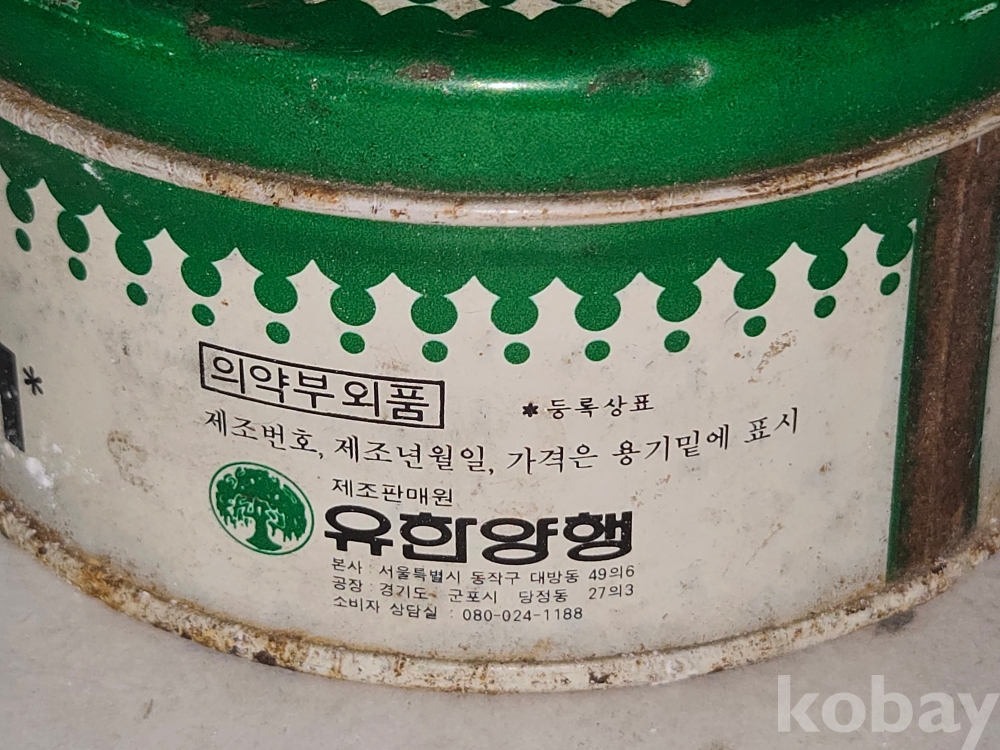 의약부외품
*등록상표
제조번호, 제조년월일, 가격은 용기밑에 표시
제조판매원
유한양행
본사 : 서울특별시 동작구 대방동 49의6
공장 : 경기도 군포시 당정동 27의3
소비자 상담실 : 080-024-1188
*
kobay